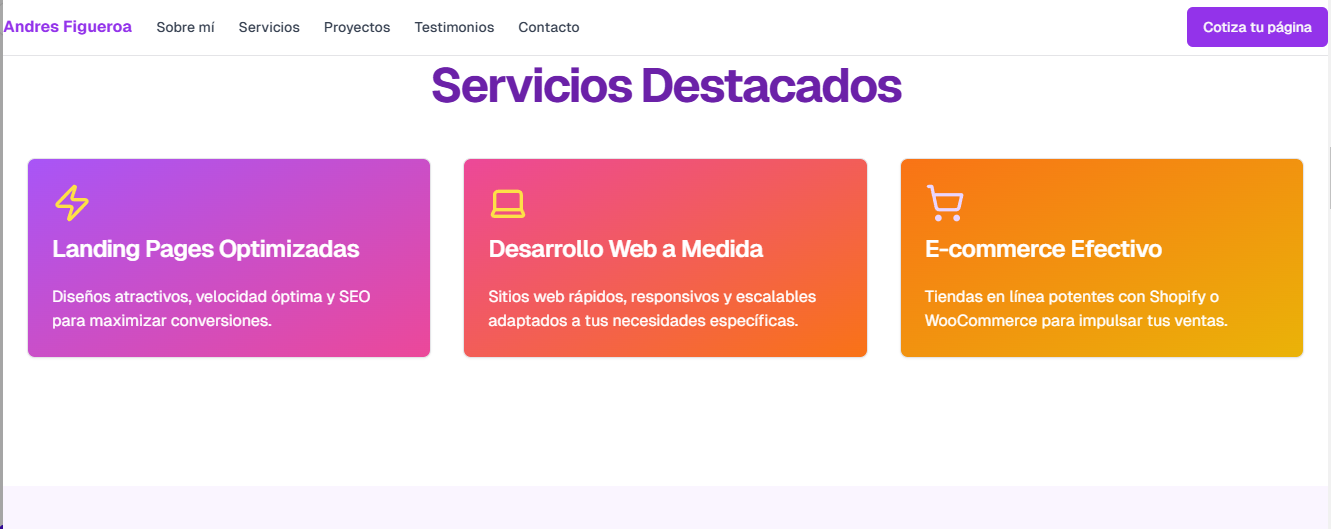 Andres Figueroa
Sobre mí
Servicios
Proyectos
Testimonios
Contacto
Cotiza tu página
Servicios Destacados
Landing Pages Optimizadas
Diseños atractivos, velocidad óptima y SEO
para maximizar conversiones.
Desarrollo Web a Medida
Sitios web rápidos, responsivos y escalables
adaptados a tus necesidades específicas.
E-commerce Efectivo
Tiendas en línea potentes con Shopify o
WooCommerce para impulsar tus ventas.